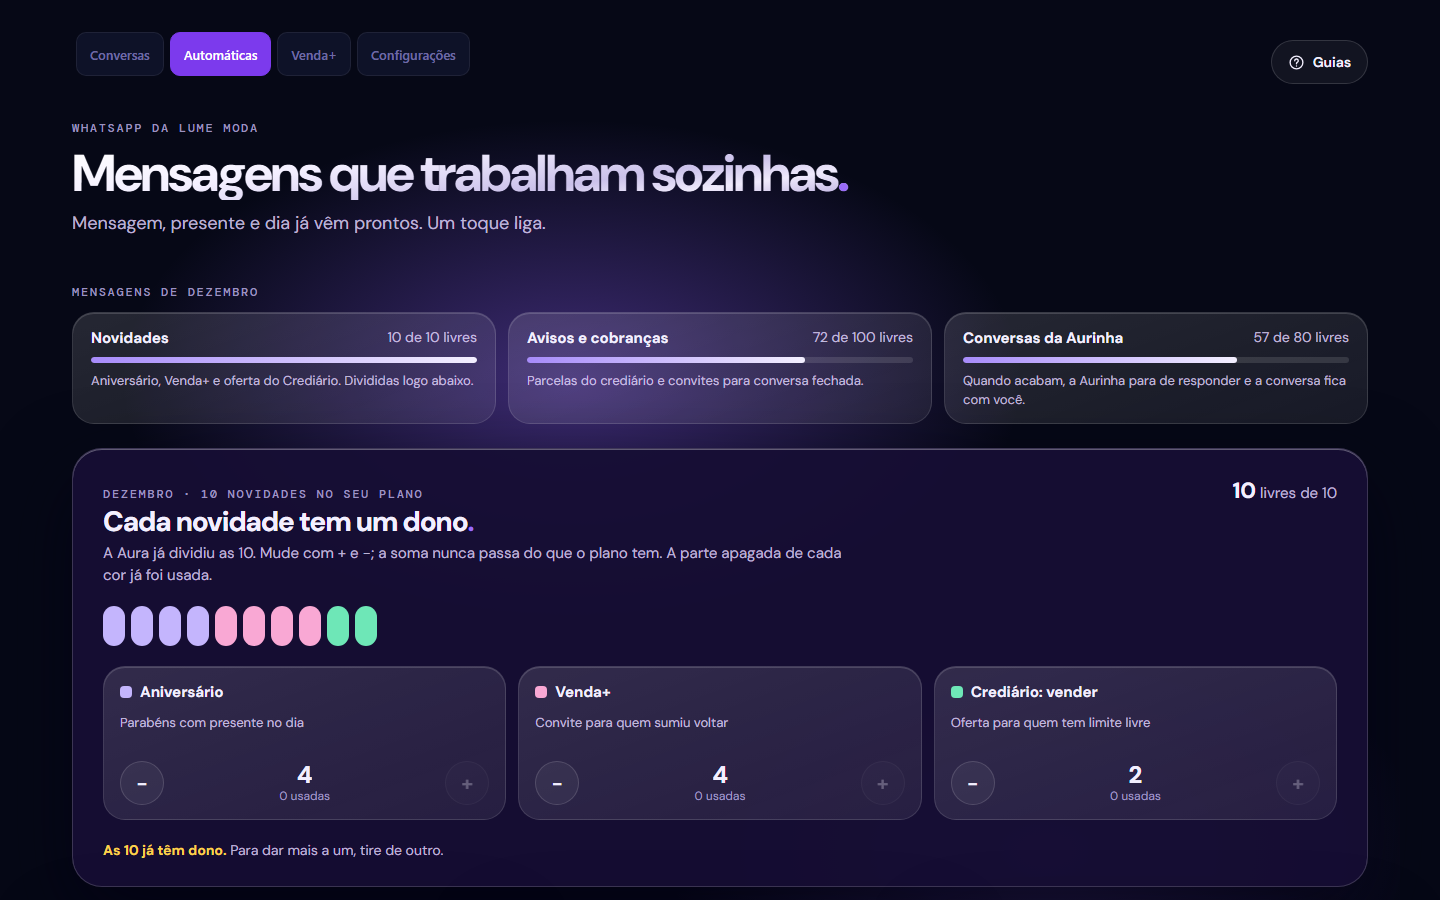 Conversas
Automáticas
Venda+
Configurações
Guias
WHATSAPP DA LUME MODA
Mensagens que trabalham sozinhas.
Mensagem, presente e dia já vêm prontos. Um toque liga.
MENSAGENS DE DEZEMBRO
Novidades
10 de 10 livres
Aniversário, Venda+ e oferta do Crediário. Divididas logo abaixo.
Avisos e cobranças
72 de 100 livres
Parcelas do crediário e convites para conversa fechada.
Conversas da Aurinha
57 de 80 livres
Quando acabam, a Aurinha para de responder e a conversa fica
com você.
DEZEMBRO · 10 NOVIDADES NO SEU PLANO
10 livres de 10
Cada novidade tem um dono.
A Aura já dividiu as 10. Mude com + e −; a soma nunca passa do que o plano tem. A parte apagada de cada
cor já foi usada.
Aniversário
Parabéns com presente no dia
−
4
+
0 usadas
Venda+
Convite para quem sumiu voltar
−
4
+
0 usadas
Crediário: vender
Oferta para quem tem limite livre
−
2
+
0 usadas
As 10 já têm dono. Para dar mais a um, tire de outro.